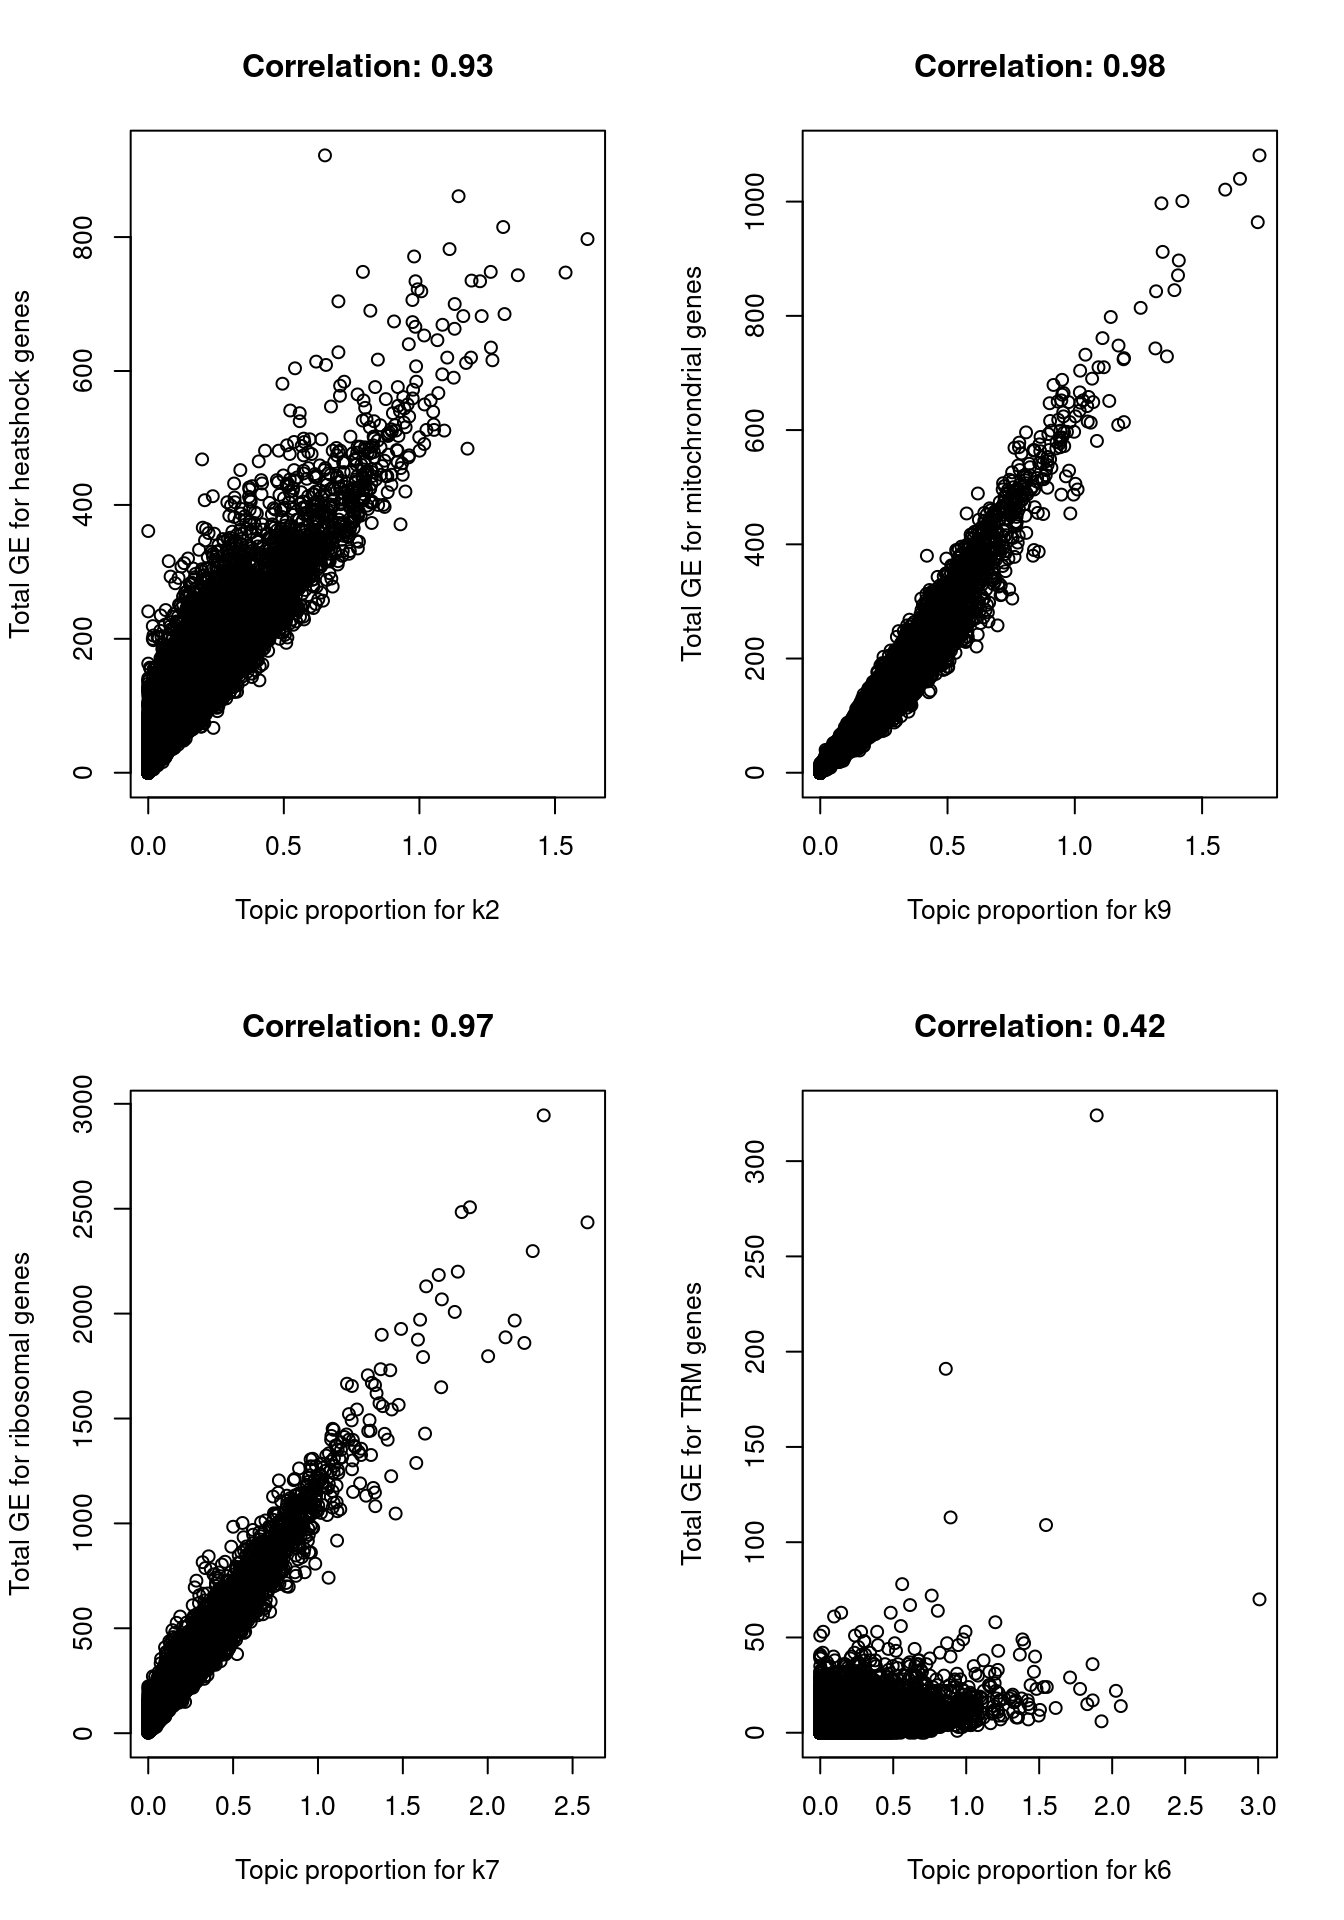 Correlation: 0.93
Total GE for heatshock genes
0 200 400 600 800
0.0 0.5 1.0 1.5
Topic proportion for k2
Correlation: 0.98
Total GE for mitochrondrial genes
0 200 400 600 800 1000
0.0 0.5 1.0 1.5
Topic proportion for k9
Correlation: 0.97
Total GE for ribosomal genes
0 500 1000 1500 2000 2500 3000
0.0 0.5 1.0 1.5 2.0 2.5
Topic proportion for k7
Correlation: 0.42
Total GE for TRM genes
0 50 100 150 200 250 300
0.0 0.5 1.0 1.5 2.0 2.5 3.0
Topic proportion for k6